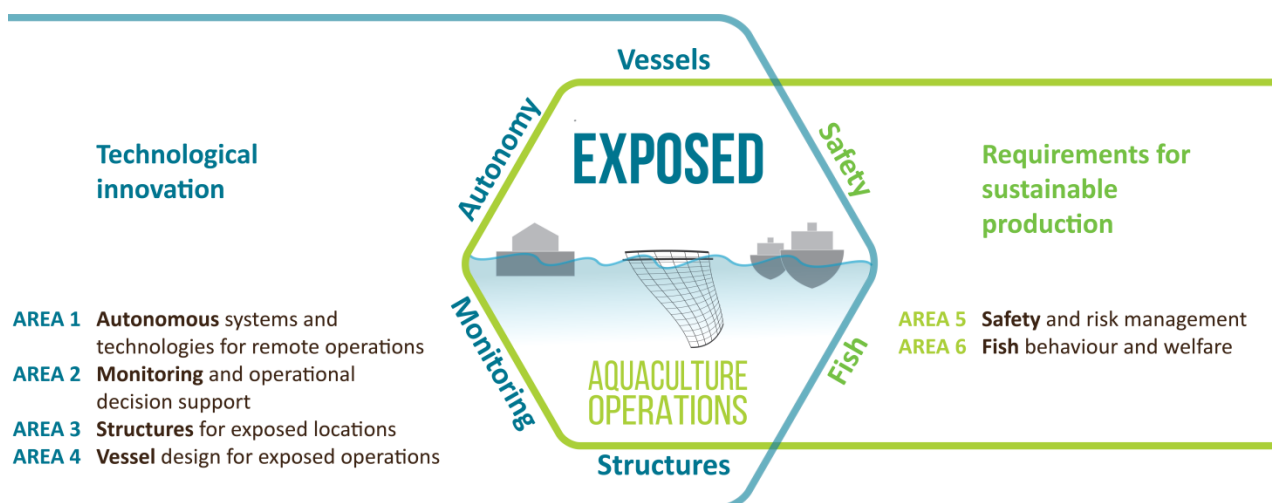 Vessels
Autonomy
EXPOSED
Safety
Technological
innovation
Requirements for
sustainable
production
Monitoring
Fish
AQUACULTURE
OPERATIONS
Structures
AREA 1 Autonomous systems and
technologies for remote operations
AREA 2 Monitoring and operational
decision support
AREA 3 Structures for exposed locations
AREA 4 Vessel design for exposed operations
AREA 5 Safety and risk management
AREA 6 Fish behaviour and welfare